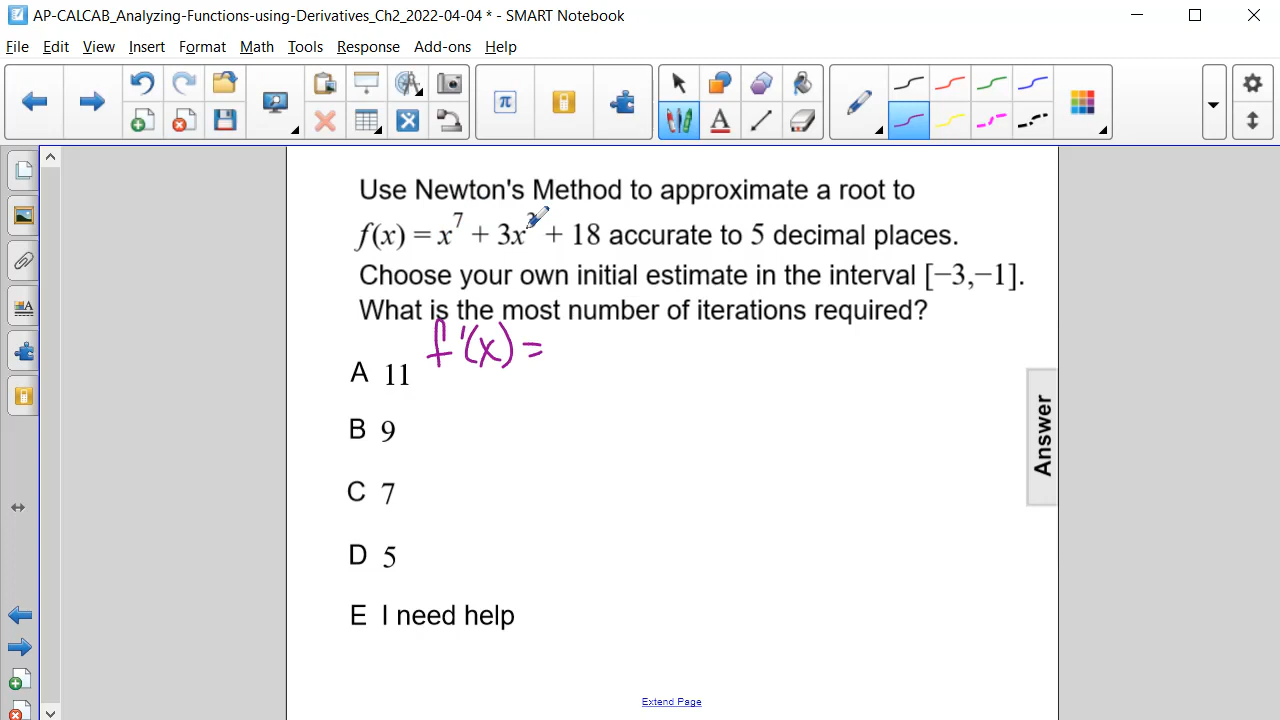 AP-CALCAB_Analyzing-Functions-using-Derivatives_Ch2_2022-04-04 * - SMART Notebook
File Edit View Insert Format Math Tools Response Add-ons Help
Use Newton's Method to approximate a root to
f(x) = x⁷ + 3x + 18 accurate to 5 decimal places.
Choose your own initial estimate in the interval [−3,−1].
What is the most number of iterations required?
f'(x) =
A 11
B 9
C 7
D 5
E I need help
Answer
Extend Page